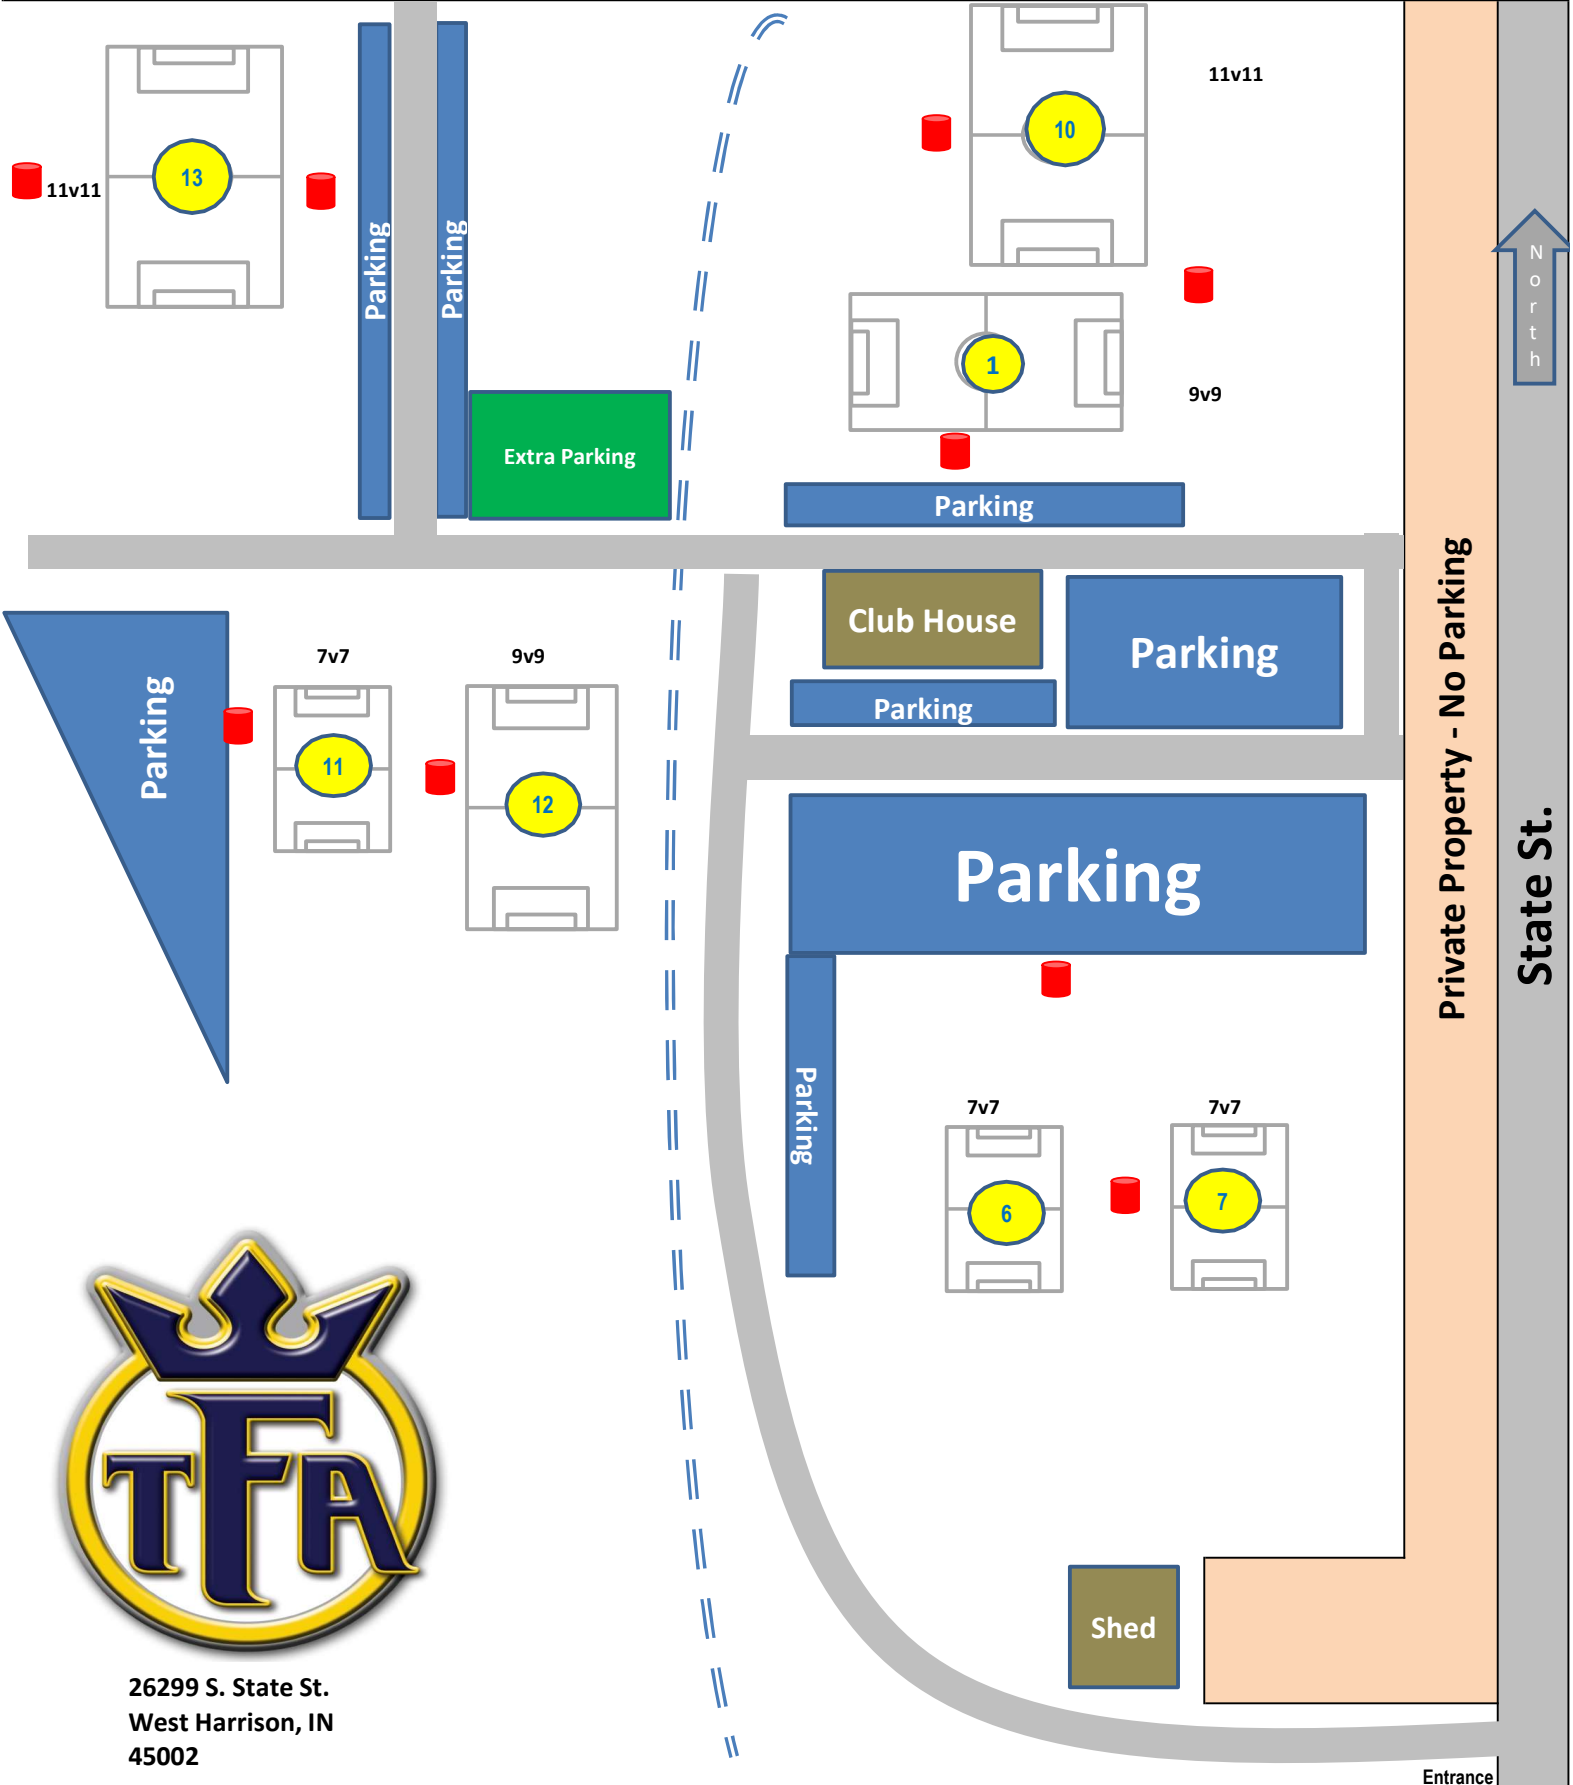 11v11
10
13
11v11
Parking
Parking
North
1
9v9
Extra Parking
Parking
Club House
Parking
Parking
Private Property - No Parking
State St.
7v7
9v9
Parking
11
12
Parking
Parking
7v7
7v7
6
7
TFA
Shed
26299 S. State St.
West Harrison, IN
45002
Entrance